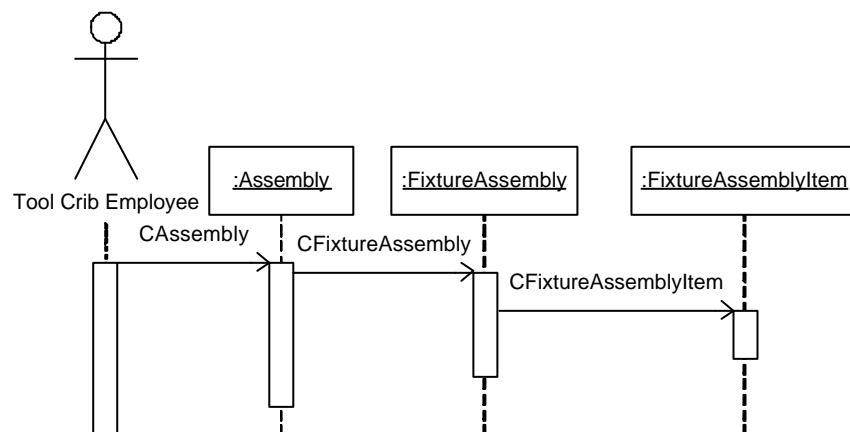 :Assembly
:FixtureAssembly
:FixtureAssemblyItem
Tool Crib Employee
CAssembly
CFixtureAssembly
CFixtureAssemblyItem